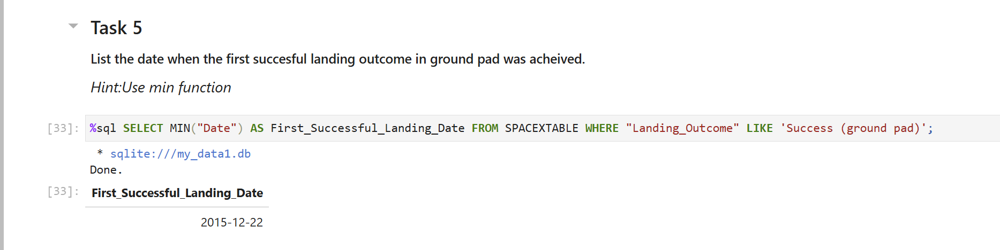 Task 5
List the date when the first succesful landing outcome in ground pad was acheived.
Hint:Use min function
[33]: %sql SELECT MIN("Date") AS First_Successful_Landing_Date FROM SPACEXTABLE WHERE "Landing_Outcome" LIKE 'Success (ground pad)';
* sqlite:///my_data1.db
Done.
[33]: First_Successful_Landing_Date
2015-12-22